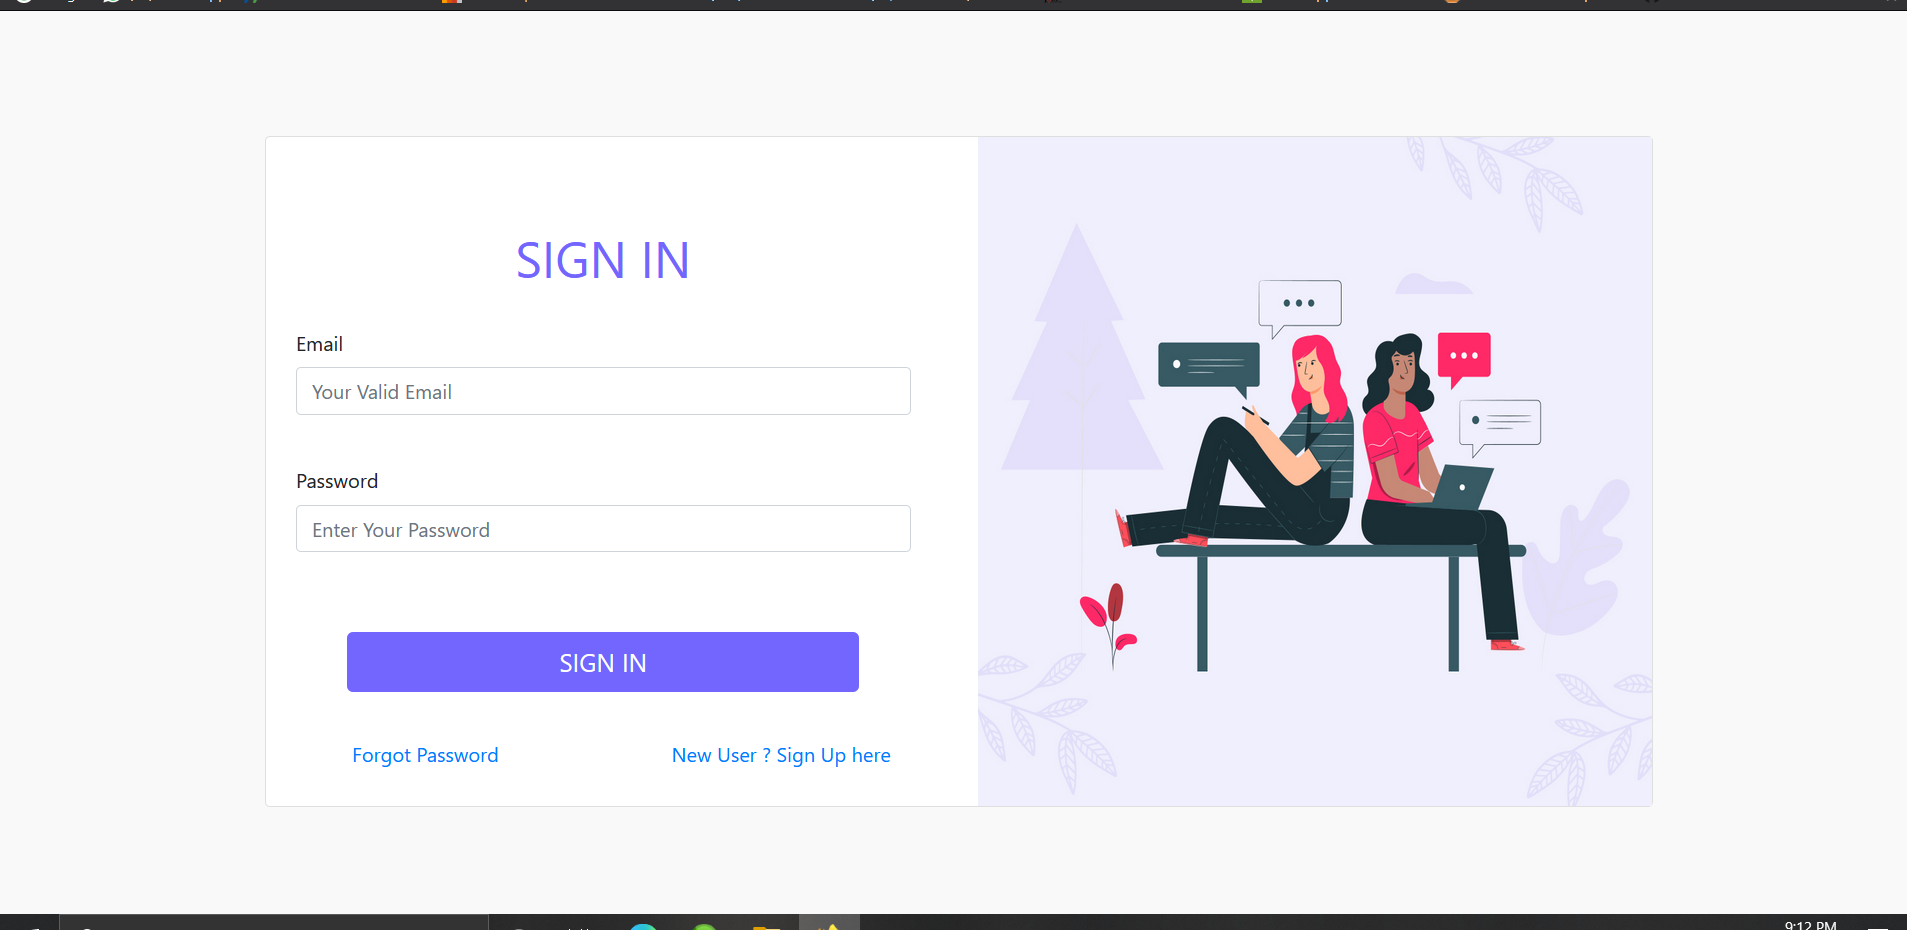 SIGN IN
Email
Your Valid Email
Password
Enter Your Password
SIGN IN
Forgot Password
New User ? Sign Up here
9:12 PM